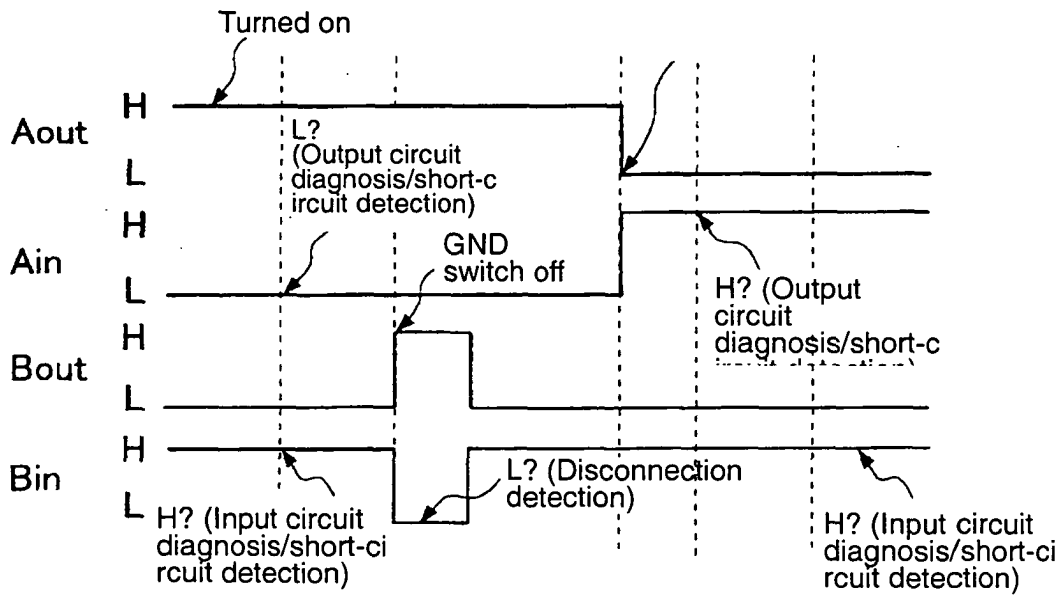 Turned on
H
Aout
L
L?
(Output circuit
diagnosis/short-c
ircuit detection)
H
Ain
L
GND
switch off
H? (Output
circuit
diagnosis/short-c
H
Bout
L
H
Bin
L
L? (Disconnection
detection)
H? (Input circuit
diagnosis/short-ci
rcuit detection)
H? (Input circuit
diagnosis/short-ci
rcuit detection)